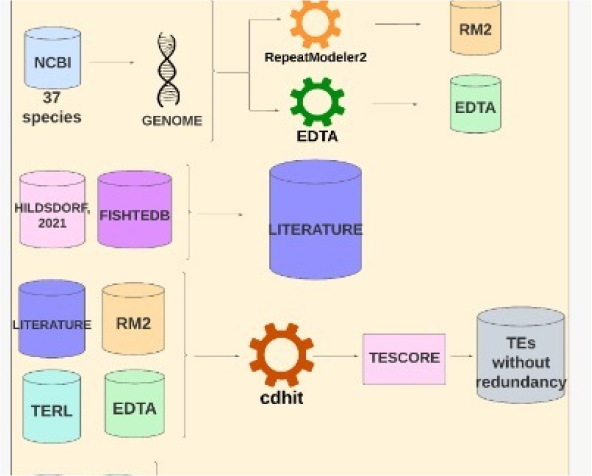 NCBI
37
species
GENOME
RepeatModeler2
RM2
EDTA
EDTA
HILDSDORF,
2021
FISHTEDB
LITERATURE
LITERATURE
RM2
TERL
EDTA
cdhit
TESCORE
TEs
without
redundancy